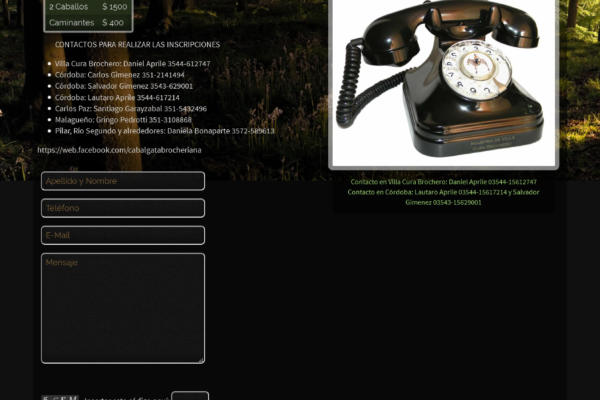 2 Caballos $ 1500
Caminantes $ 400
CONTACTOS PARA REALIZAR LAS INSCRIPCIONES
Villa Cura Brochero: Daniel Aprile 3544-612747
Córdoba: Carlos Gimenez 351-2141494
Córdoba: Salvador Gimenez 3543-629001
Córdoba: Lautaro Aprile 3544-617214
Carlos Paz: Santiago Garayzabal 351-5432496
Malagueño: Gringo Pedrotti 351-3108868
Pilar, Río Segundo y alrededores: Daniela Bonaparte 3572-589613
https://web.facebook.com/cabalgatabrocheriana
Apellido y Nombre
Teléfono
E-Mail
Mensaje
Contacto en Villa Cura Brochero: Daniel Aprile 03544-15612747
Contacto en Córdoba: Lautaro Aprile 03544-15617214 y Salvador
Gimenez 03543-15629001